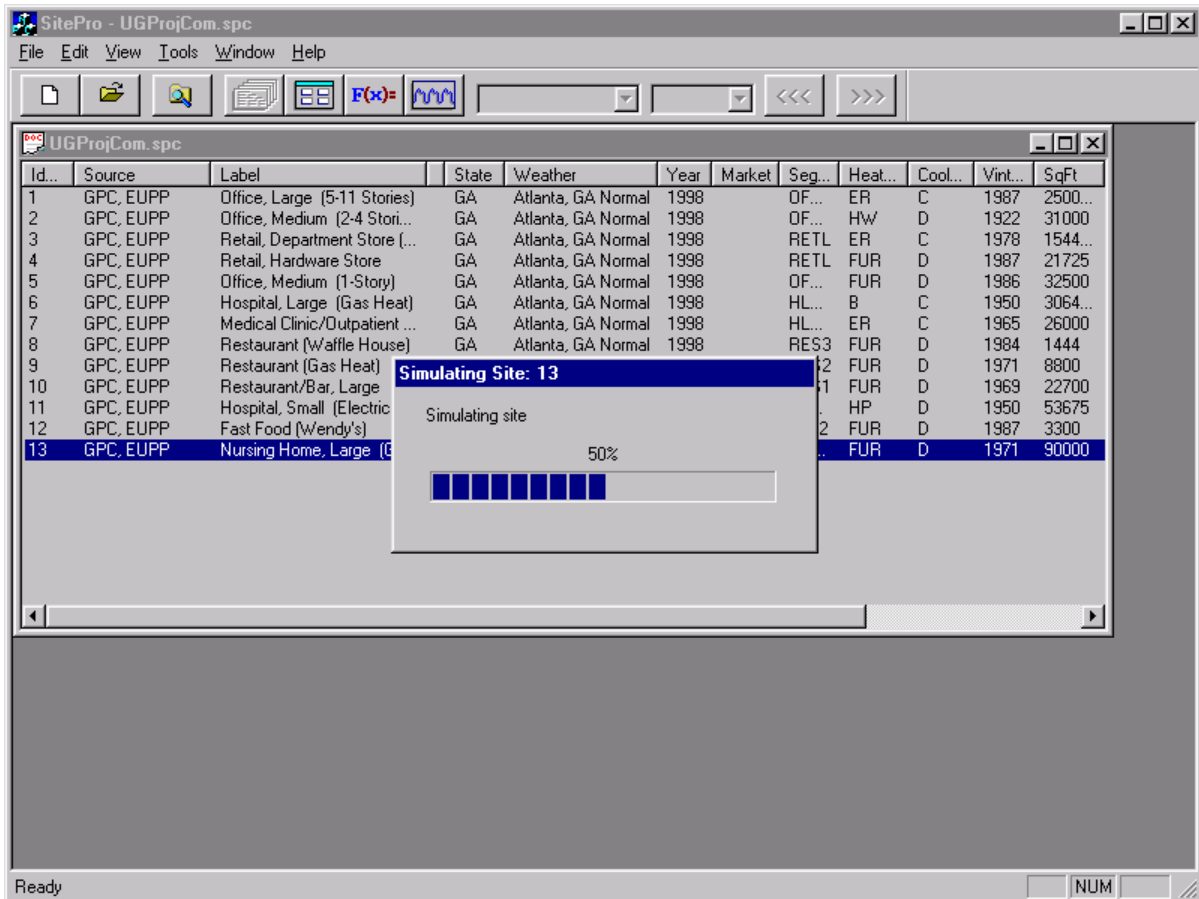 SitePro - UGProjCom.spc
File Edit View Tools Window Help
F(x)= <<< >>>
UGProjCom.spc
Id... Source Label State Weather Year Market Seg... Heat... Cool... Vint... SqFt
1 GPC, EUPP Office, Large (5-11 Stories) GA Atlanta, GA Normal 1998 OF... ER C 1987 2500...
2 GPC, EUPP Office, Medium (2-4 Stori... GA Atlanta, GA Normal 1998 OF... HW D 1922 31000
3 GPC, EUPP Retail, Department Store (... GA Atlanta, GA Normal 1998 RETL ER C 1978 1544...
4 GPC, EUPP Retail, Hardware Store GA Atlanta, GA Normal 1998 RETL FUR D 1987 21725
5 GPC, EUPP Office, Medium (1-Story) GA Atlanta, GA Normal 1998 OF... FUR D 1986 32500
6 GPC, EUPP Hospital, Large (Gas Heat) GA Atlanta, GA Normal 1998 HL... B C 1950 3064...
7 GPC, EUPP Medical Clinic/Outpatient ... GA Atlanta, GA Normal 1998 HL... ER C 1965 26000
8 GPC, EUPP Restaurant (Waffle House) GA Atlanta, GA Normal 1998 RES3 FUR D 1984 1444
9 GPC, EUPP Restaurant (Gas Heat) 2 FUR D 1971 8800
10 GPC, EUPP Restaurant/Bar, Large 1 FUR D 1969 22700
11 GPC, EUPP Hospital, Small (Electric . HP D 1950 53675
12 GPC, EUPP Fast Food (Wendy's) 2 FUR D 1987 3300
13 GPC, EUPP Nursing Home, Large . FUR D 1971 90000
Simulating Site: 13
Simulating site
50%
Ready NUM